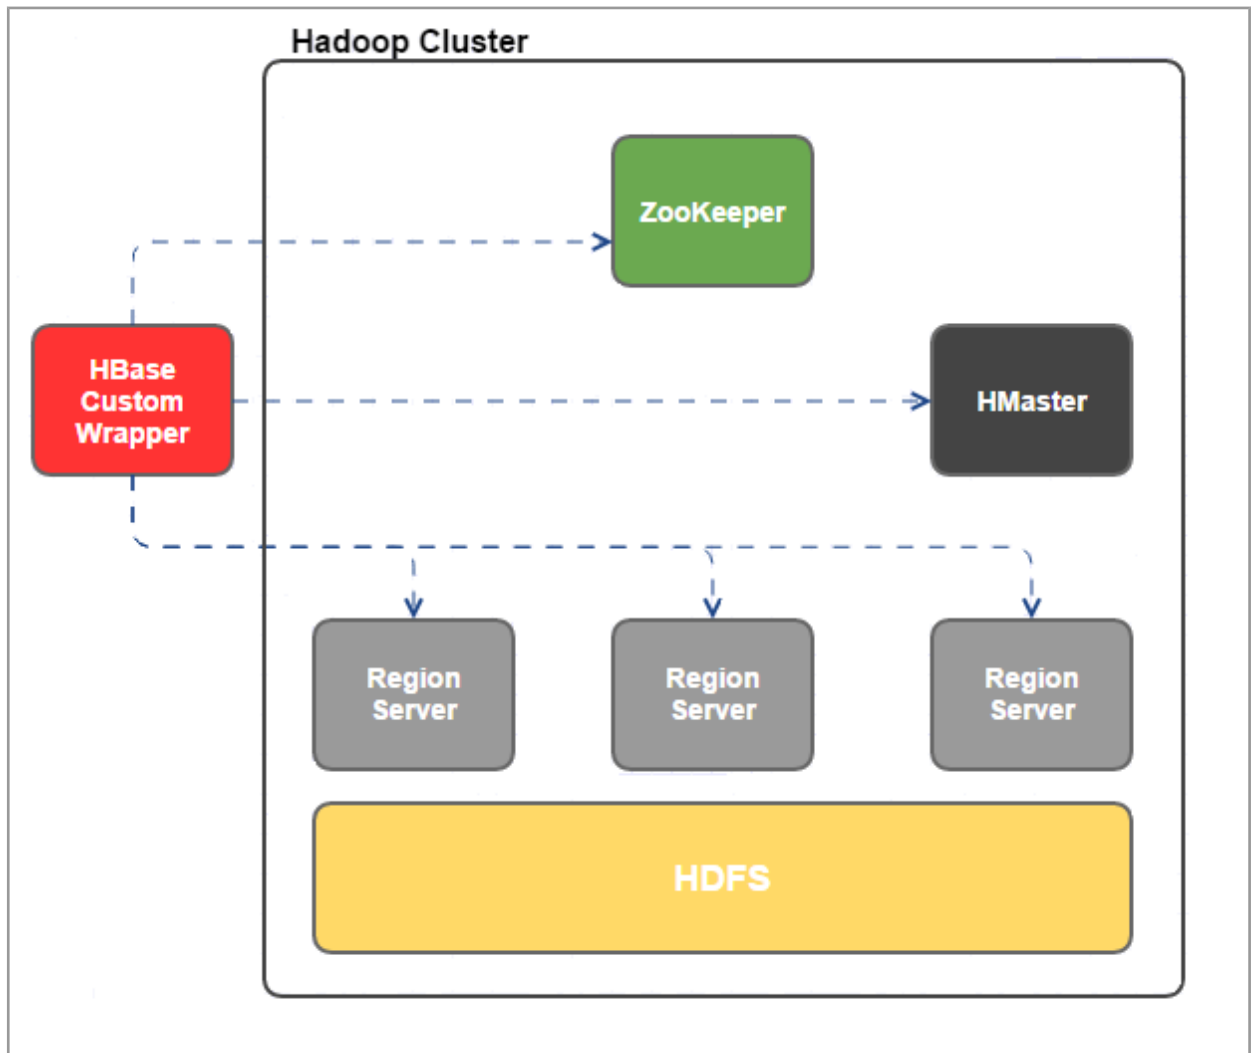 Hadoop Cluster
ZooKeeper
HBase
Custom
Wrapper
HMaster
Region
Server
Region
Server
Region
Server
HDFS